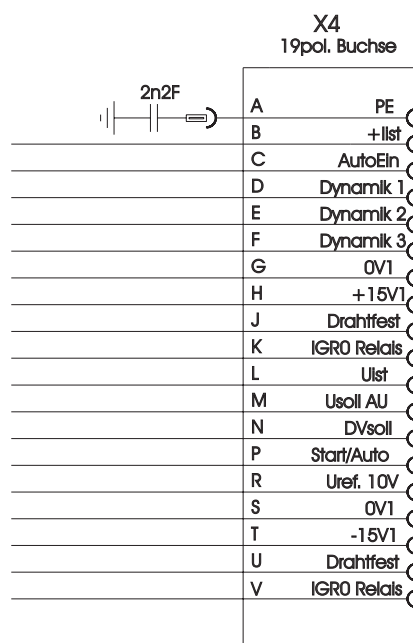 X4
19pol. Buchse
2n2F
A PE
B +Iist
C AutoEin
D Dynamik 1
E Dynamik 2
F Dynamik 3
G 0V1
H +15V1
J Drahtfest
K IGR0 Relais
L Uist
M Usoll AU
N DVsoll
P Start/Auto
R Uref. 10V
S 0V1
T -15V1
U Drahtfest
V IGR0 Relais